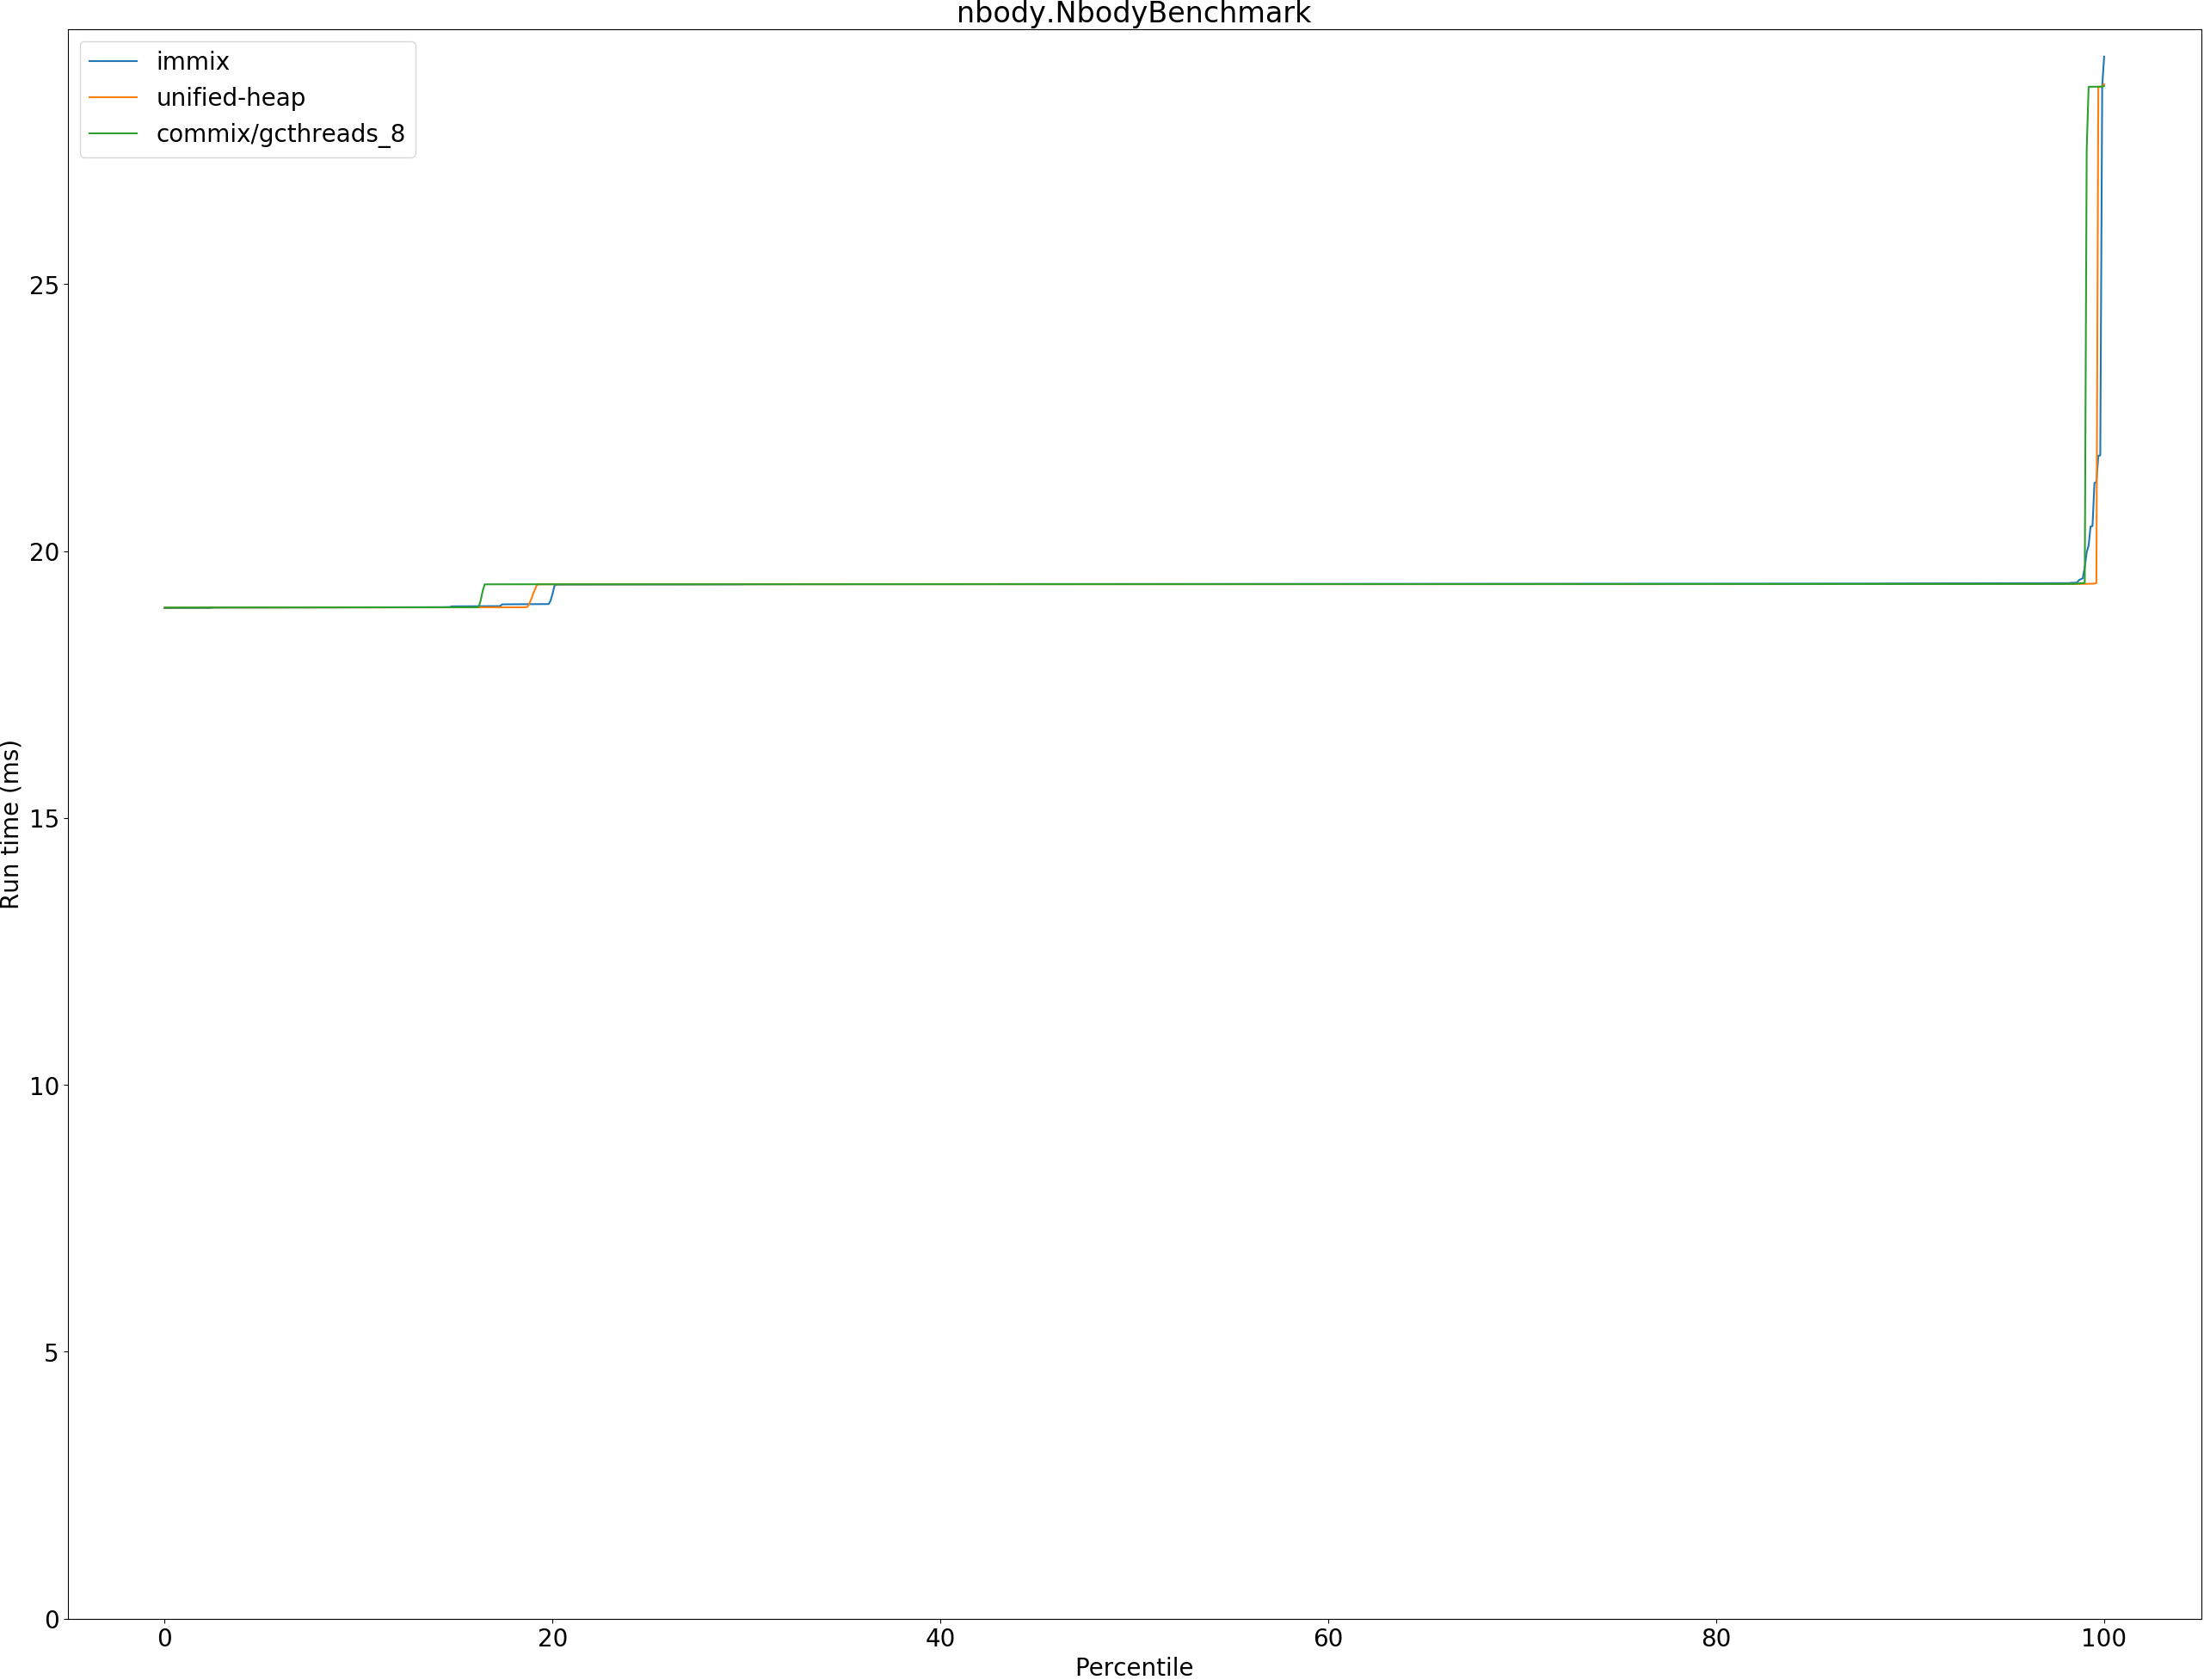 nbody.NbodyBenchmark
immix
unified-heap
commix/gcthreads_8
25
20
15
10
5
0
Run time (ms)
0 20 40 60 80 100
Percentile